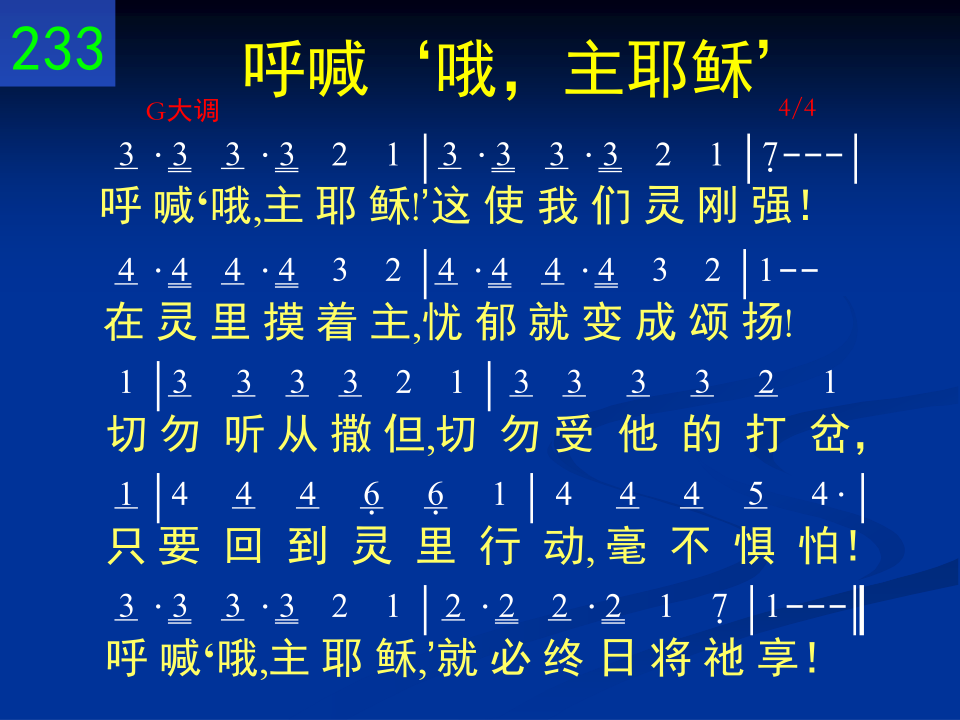 233
呼喊‘哦，主耶稣’
G大调 4/4
3 ·3 3 ·3 2 1 | 3 ·3 3 ·3 2 1 | 7̣--- |
呼 喊‘哦,主 耶 稣!’这 使 我 们 灵 刚 强!
4 ·4 4 ·4 3 2 | 4 ·4 4 ·4 3 2 | 1--
在 灵 里 摸 着 主,忧 郁 就 变 成 颂 扬!
1 | 3 3 3 3 2 1 | 3 3 3 3 2 1
切 勿 听 从 撒 但,切 勿 受 他 的 打 岔，
1 | 4 4 4 6̣ 6̣ 1 | 4 4 4 5 4· |
只 要 回 到 灵 里 行 动, 毫 不 惧 怕!
3 ·3 3 ·3 2 1 | 2 ·2 2 ·2 1 7̣ | 1--- ‖
呼 喊‘哦,主 耶 稣,’就 必 终 日 将 祂 享!